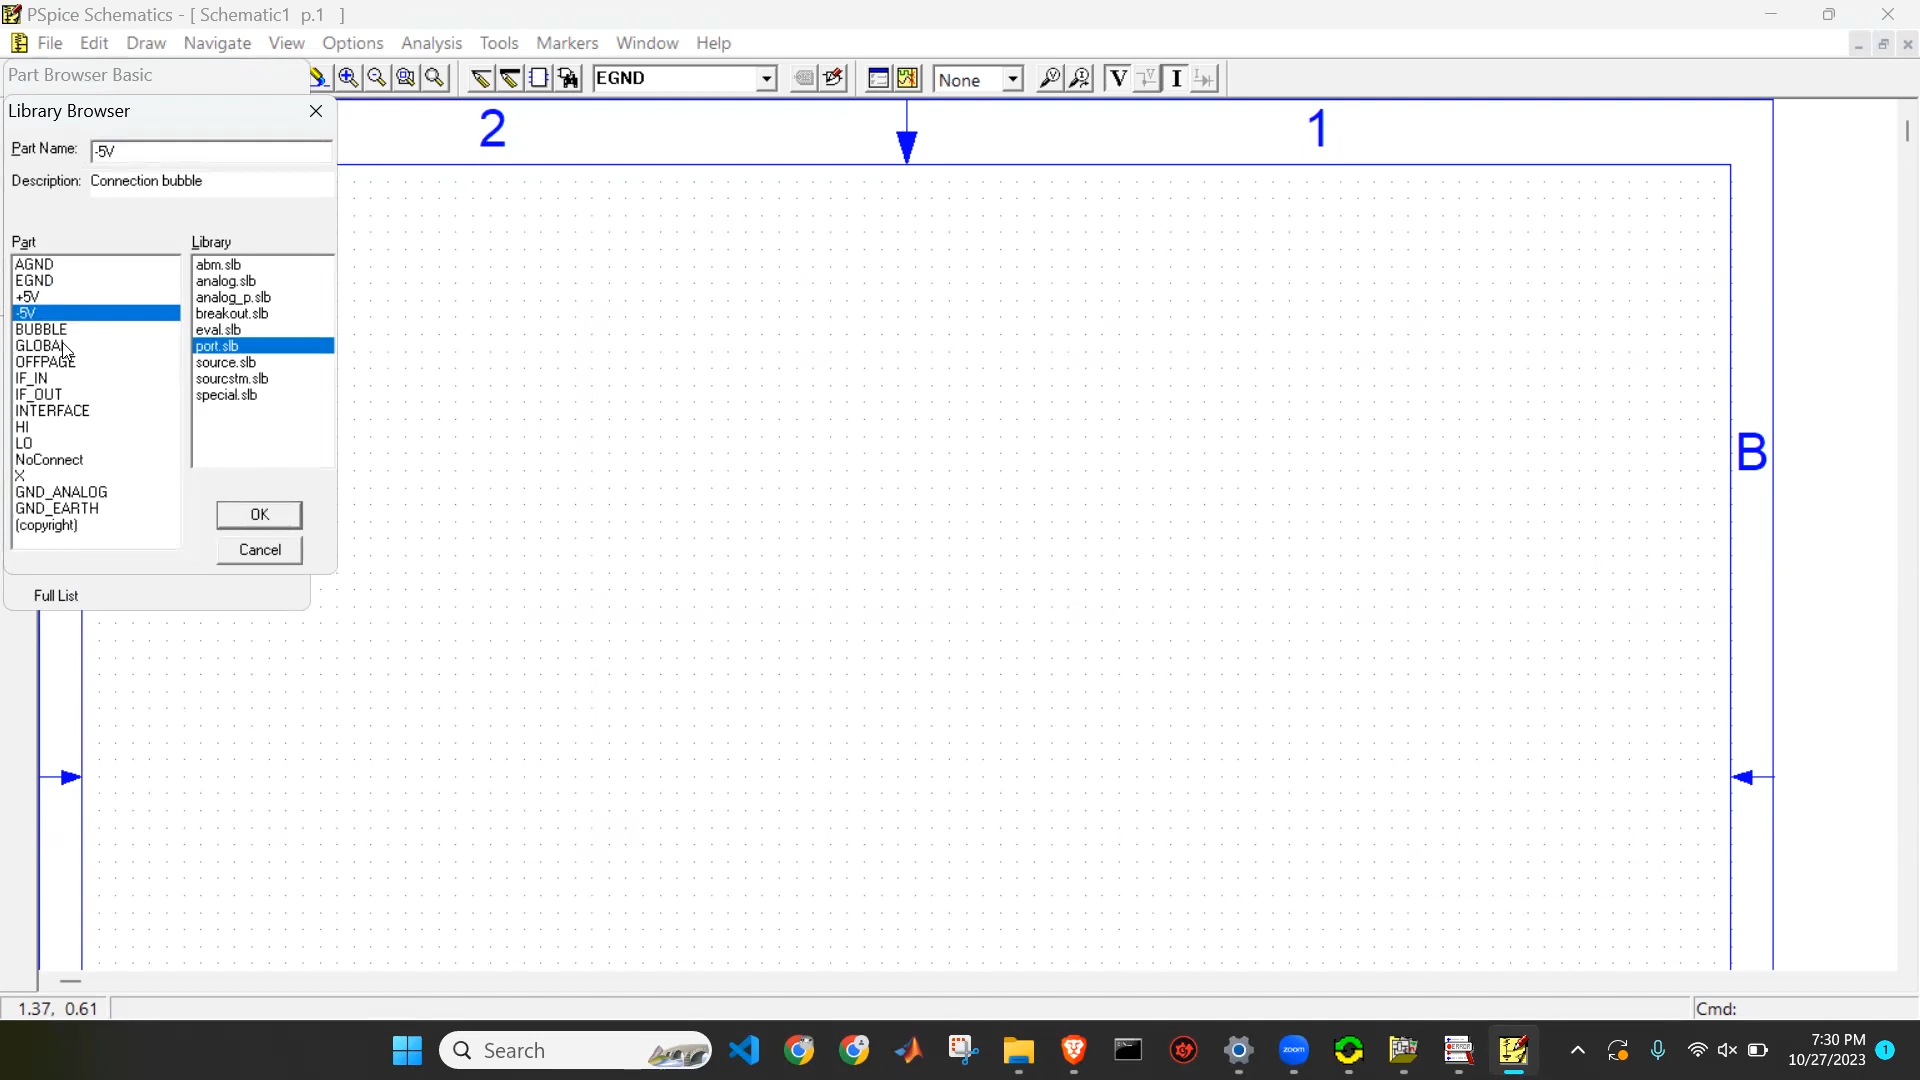 PSpice Schematics - [ Schematic1 p.1 ]
File Edit Draw Navigate View Options Analysis Tools Markers Window Help
Part Browser Basic
EGND
None
V
V
I
I
Library Browser
2
1
Part Name: -5V
Description: Connection bubble
Part
Library
AGND
EGND
+5V
-5V
BUBBLE
GLOBAL
OFFPAGE
IF_IN
IF_OUT
INTERFACE
HI
LO
NoConnect
X
GND_ANALOG
GND_EARTH
(copyright)
abm.slb
analog.slb
analog_p.slb
breakout.slb
eval.slb
port.slb
source.slb
sourcstm.slb
special.slb
B
OK
Cancel
Full List
1.37, 0.61
Cmd:
Search
zoom
ERROR
7:30 PM
10/27/2023
1